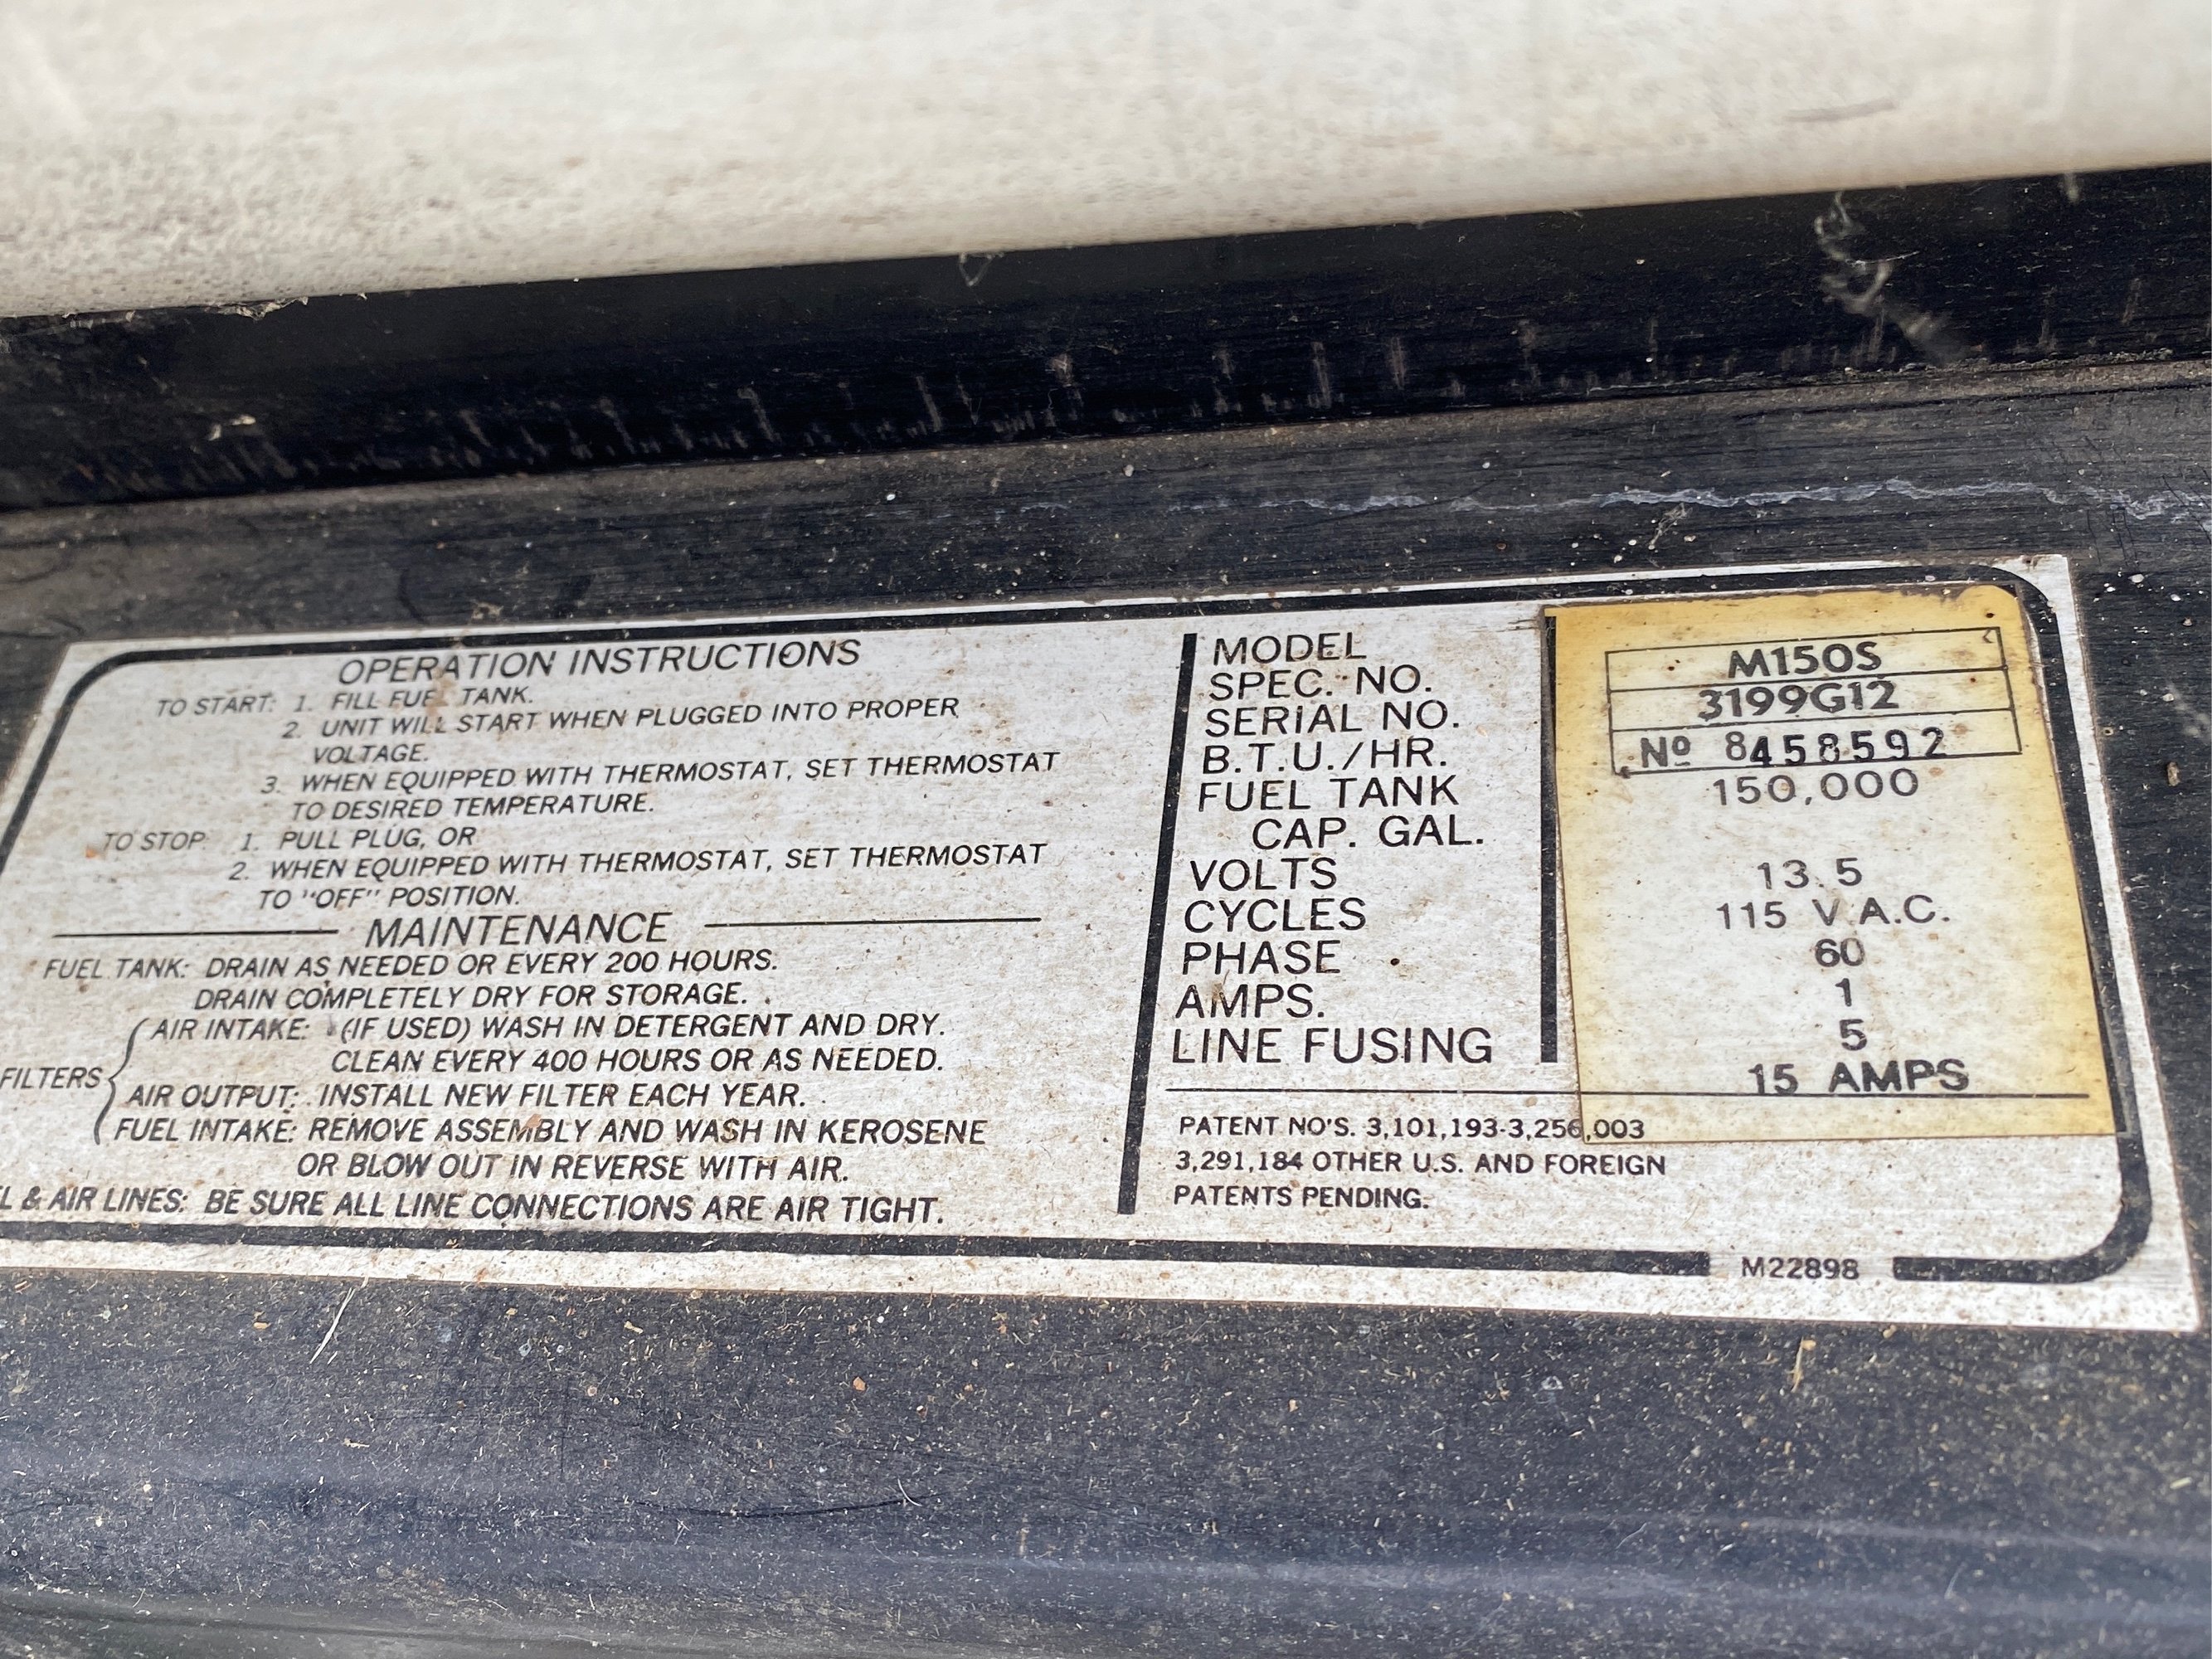 OPERATION INSTRUCTIONS
TO START: 1. FILL FUEL TANK.
2. UNIT WILL START WHEN PLUGGED INTO PROPER
VOLTAGE.
3. WHEN EQUIPPED WITH THERMOSTAT, SET THERMOSTAT
TO DESIRED TEMPERATURE.
TO STOP 1. PULL PLUG, OR
2. WHEN EQUIPPED WITH THERMOSTAT, SET THERMOSTAT
TO "OFF" POSITION.
MAINTENANCE
FUEL TANK: DRAIN AS NEEDED OR EVERY 200 HOURS.
DRAIN COMPLETELY DRY FOR STORAGE.
AIR INTAKE: (IF USED) WASH IN DETERGENT AND DRY.
CLEAN EVERY 400 HOURS OR AS NEEDED.
FILTERS
AIR OUTPUT: INSTALL NEW FILTER EACH YEAR.
FUEL INTAKE: REMOVE ASSEMBLY AND WASH IN KEROSENE
OR BLOW OUT IN REVERSE WITH AIR.
L & AIR LINES: BE SURE ALL LINE CONNECTIONS ARE AIR TIGHT.
MODEL
SPEC. NO.
SERIAL NO.
B.T.U./HR.
FUEL TANK
CAP. GAL.
VOLTS
CYCLES
PHASE
AMPS.
LINE FUSING
M150S
3199G12
Nº 8458592
150,000
13.5
115 V.A.C.
60
1
5
15 AMPS
PATENT NO'S. 3,101,193-3,256,003
3,291,184 OTHER U.S. AND FOREIGN
PATENTS PENDING.
M22898